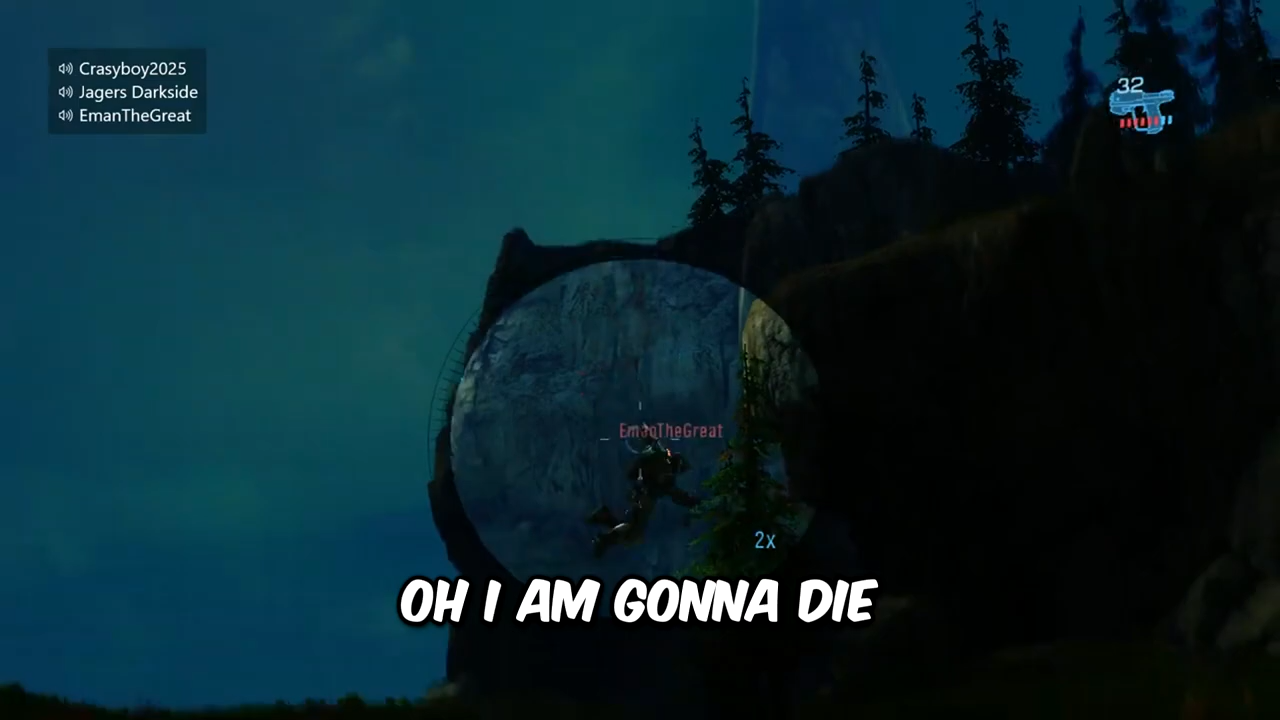 Crasyboy2025
Jagers Darkside
EmanTheGreat
32
EmanTheGreat
2x
OH I AM GONNA DIE